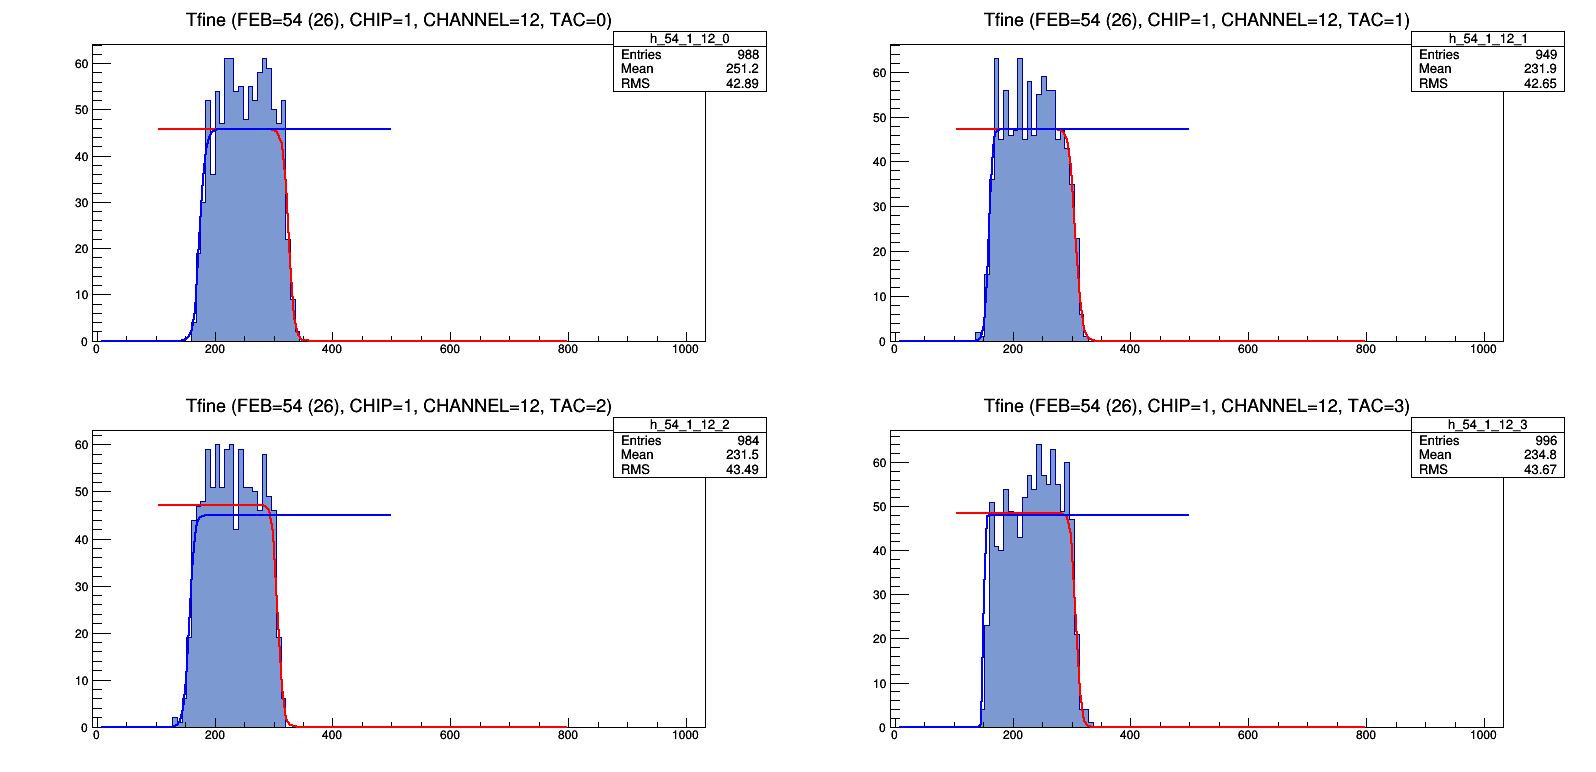 Tfine (FEB=54 (26), CHIP=1, CHANNEL=12, TAC=0)
h_54_1_12_0
Entries 988
Mean 251.2
RMS 42.89
60
50
40
30
20
10
0
0 200 400 600 800 1000
Tfine (FEB=54 (26), CHIP=1, CHANNEL=12, TAC=1)
h_54_1_12_1
Entries 949
Mean 231.9
RMS 42.65
60
50
40
30
20
10
0
0 200 400 600 800 1000
Tfine (FEB=54 (26), CHIP=1, CHANNEL=12, TAC=2)
h_54_1_12_2
Entries 984
Mean 231.5
RMS 43.49
60
50
40
30
20
10
0
0 200 400 600 800 1000
Tfine (FEB=54 (26), CHIP=1, CHANNEL=12, TAC=3)
h_54_1_12_3
Entries 996
Mean 234.8
RMS 43.67
60
50
40
30
20
10
0
0 200 400 600 800 1000